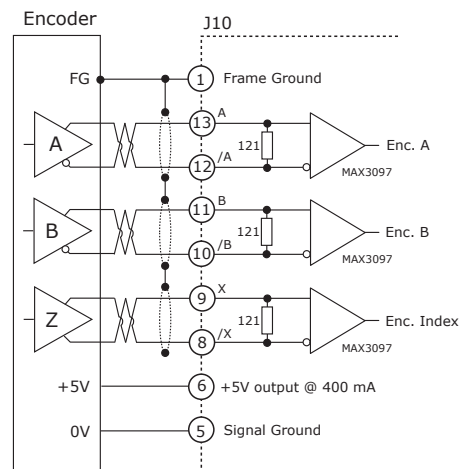 Encoder
J10
FG
1
Frame Ground
A
13
A
121
Enc. A
12
/A
MAX3097
B
11
B
121
Enc. B
10
/B
MAX3097
Z
9
X
121
Enc. Index
8
/X
MAX3097
+5V
6
+5V output @ 400 mA
0V
5
Signal Ground